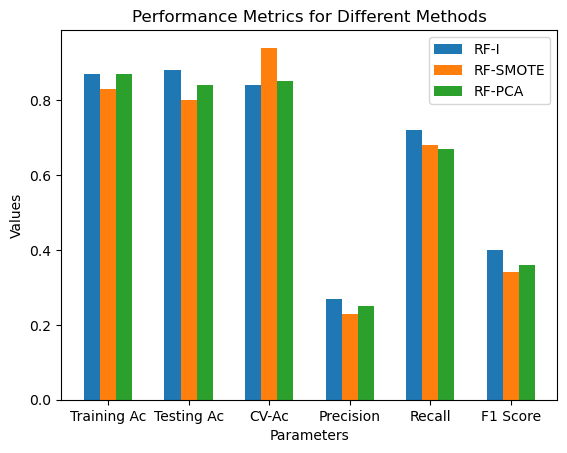 Performance Metrics for Different Methods
RF-I
RF-SMOTE
RF-PCA
Values
0.8
0.6
0.4
0.2
0.0
Training Ac Testing Ac CV-Ac Precision Recall F1 Score
Parameters